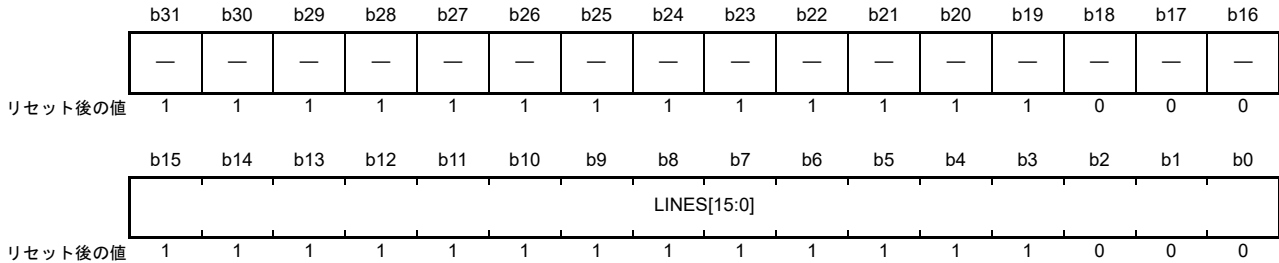 b31 b30 b29 b28 b27 b26 b25 b24 b23 b22 b21 b20 b19 b18 b17 b16
— — — — — — — — — — — — — — — —
リセット後の値 1 1 1 1 1 1 1 1 1 1 1 1 1 0 0 0
b15 b14 b13 b12 b11 b10 b9 b8 b7 b6 b5 b4 b3 b2 b1 b0
LINES[15:0]
リセット後の値 1 1 1 1 1 1 1 1 1 1 1 1 1 0 0 0